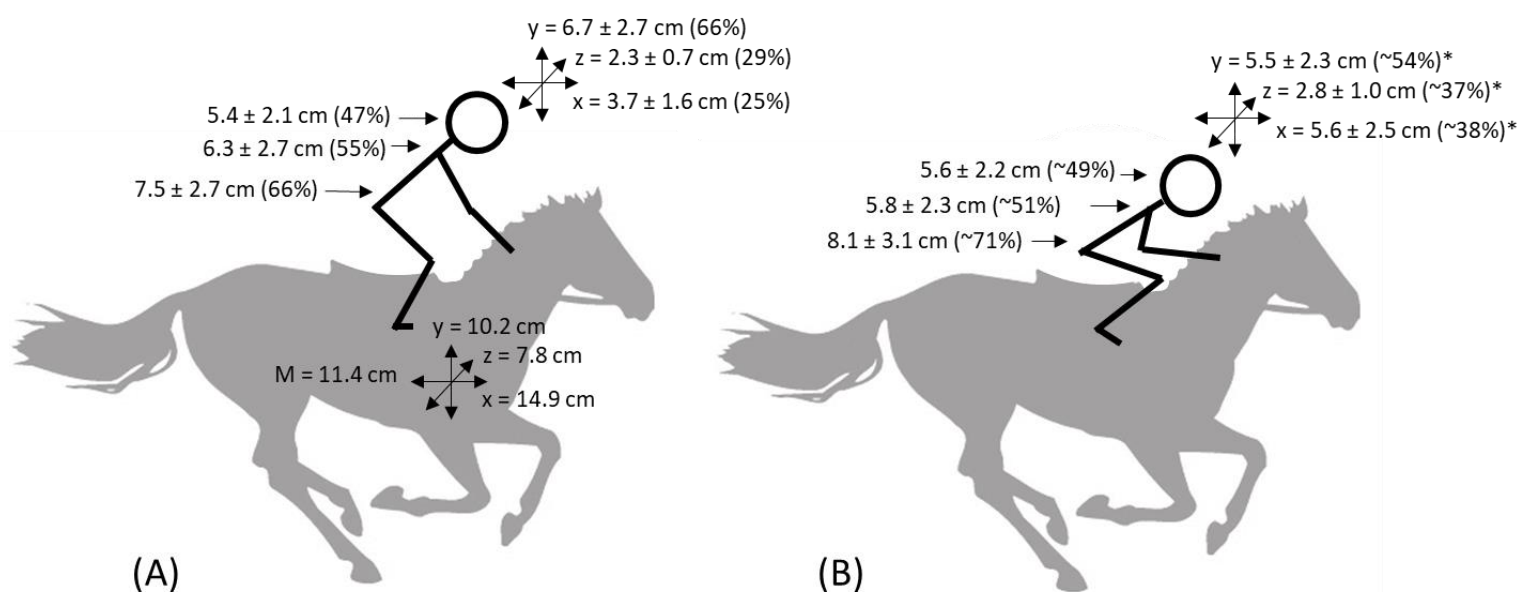 y = 6.7 ± 2.7 cm (66%)
z = 2.3 ± 0.7 cm (29%)
x = 3.7 ± 1.6 cm (25%)
5.4 ± 2.1 cm (47%)
6.3 ± 2.7 cm (55%)
7.5 ± 2.7 cm (66%)
y = 10.2 cm
z = 7.8 cm
M = 11.4 cm
x = 14.9 cm
(A)
y = 5.5 ± 2.3 cm (~54%)*
z = 2.8 ± 1.0 cm (~37%)*
x = 5.6 ± 2.5 cm (~38%)*
5.6 ± 2.2 cm (~49%)
5.8 ± 2.3 cm (~51%)
8.1 ± 3.1 cm (~71%)
(B)